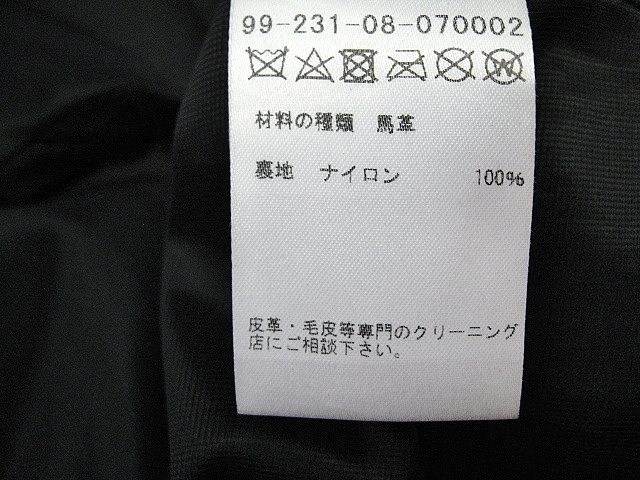 99-231-08-070002
材料の種類 馬革
裏地 ナイロン 100%
皮革・毛皮等専門のクリーニング
店にご相談下さい。